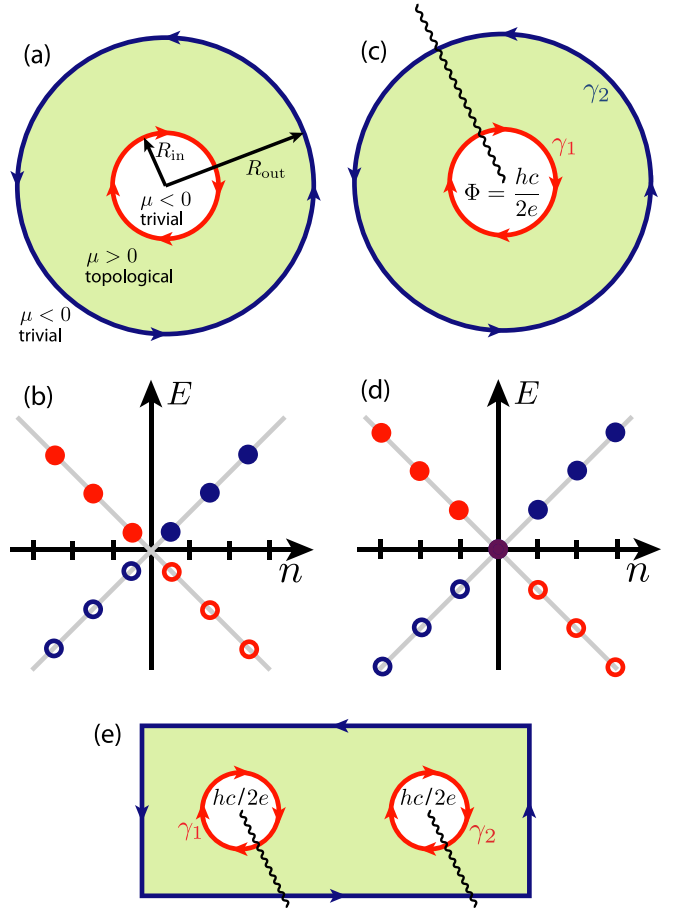 (a)
R_in
R_out
μ < 0
trivial
μ > 0
topological
μ < 0
trivial
(c)
γ₂
γ₁
Φ = hc/2e
(b)
E
n
(d)
E
n
(e)
hc/2e
γ₁
hc/2e
γ₂